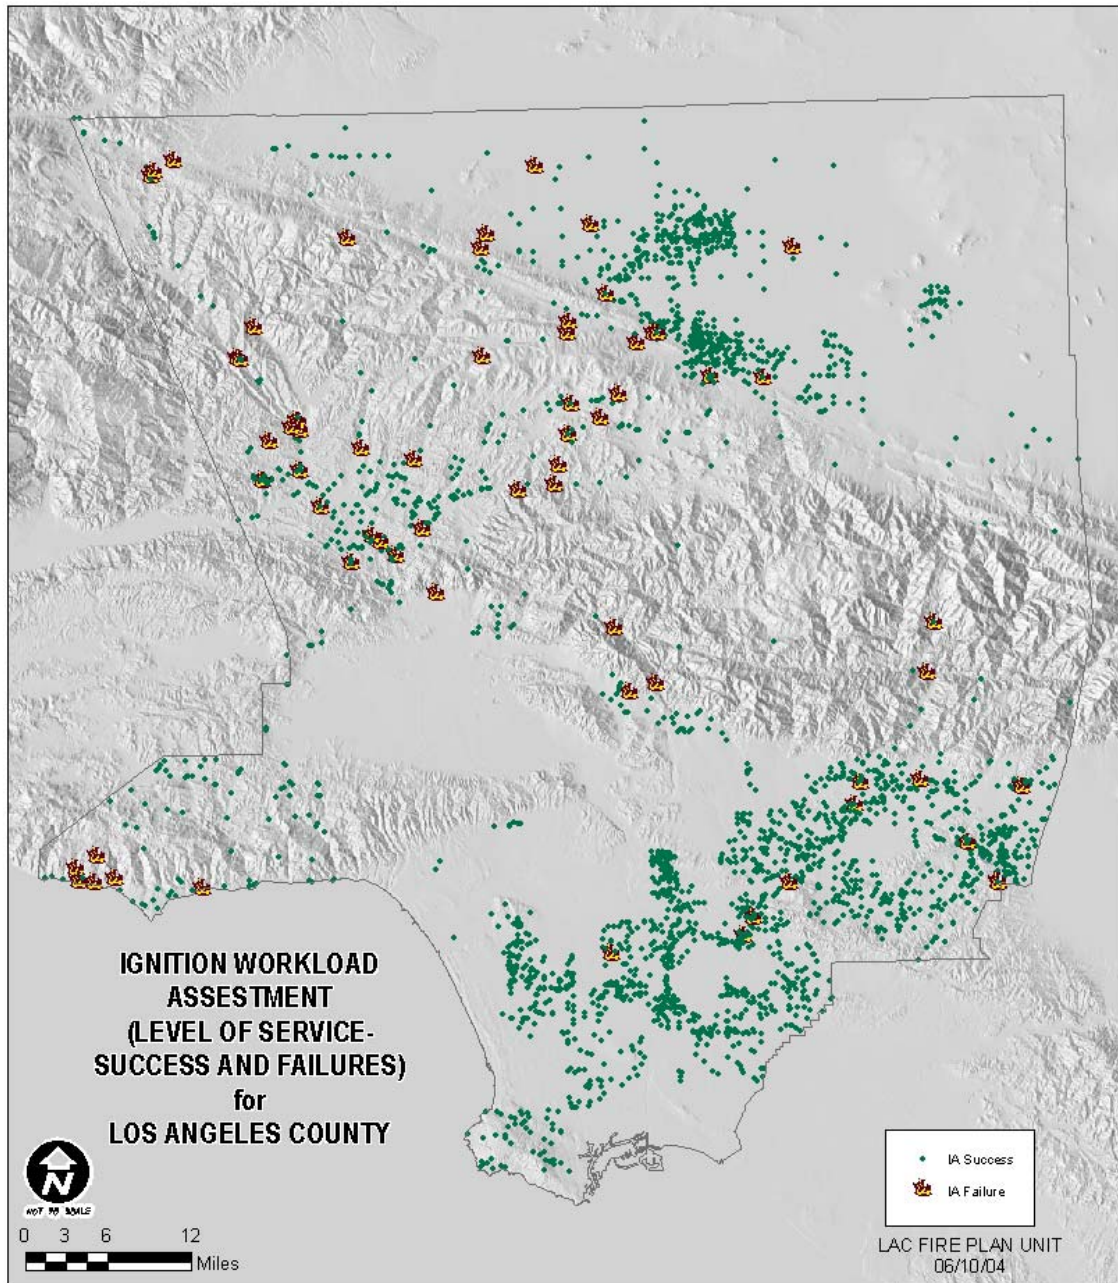 IGNITION WORKLOAD
ASSESTMENT
(LEVEL OF SERVICE-
SUCCESS AND FAILURES)
for
LOS ANGELES COUNTY
N
NOT TO SCALE
0 3 6 12
Miles
IA Success
IA Failure
LAC FIRE PLAN UNIT
06/10/04